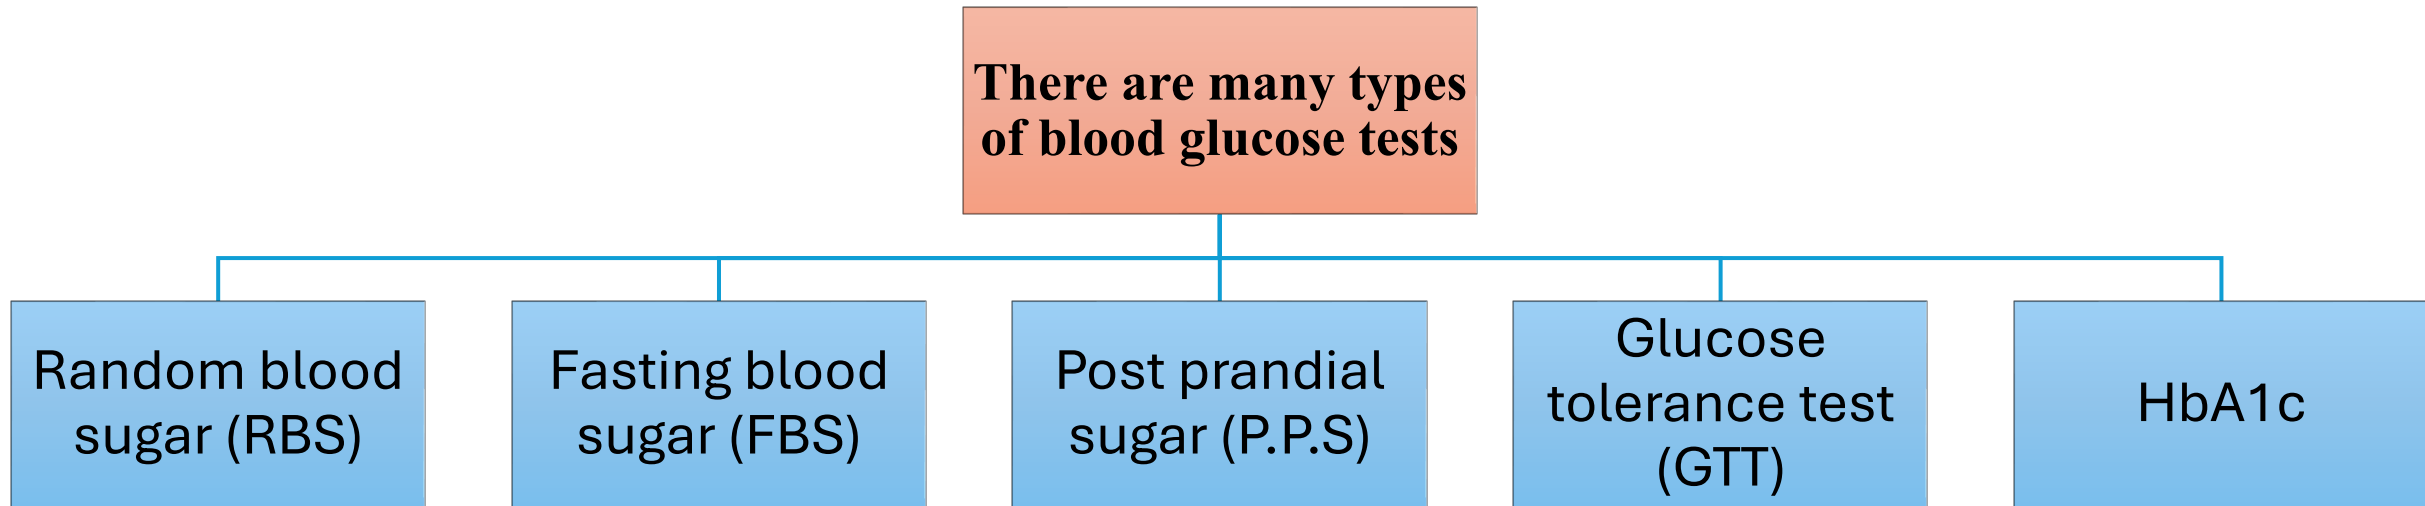 There are many types
of blood glucose tests
Random blood
sugar (RBS)
Fasting blood
sugar (FBS)
Post prandial
sugar (P.P.S)
Glucose
tolerance test
(GTT)
HbA1c